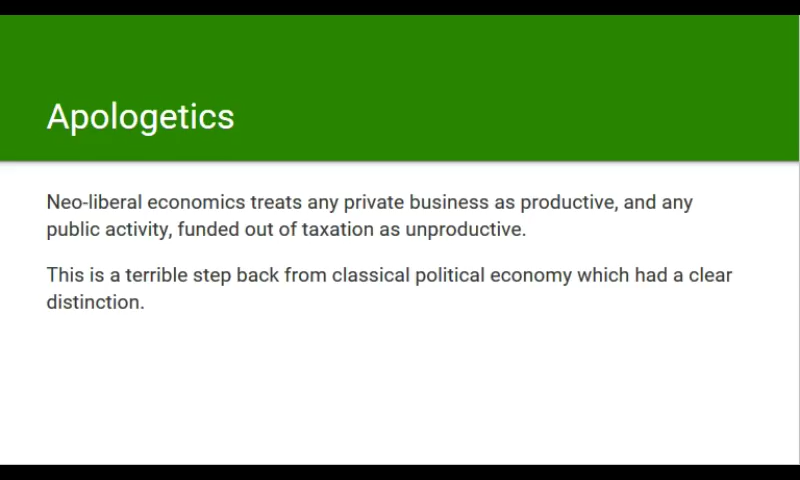 Apologetics
Neo-liberal economics treats any private business as productive, and any
public activity, funded out of taxation as unproductive.
This is a terrible step back from classical political economy which had a clear
distinction.